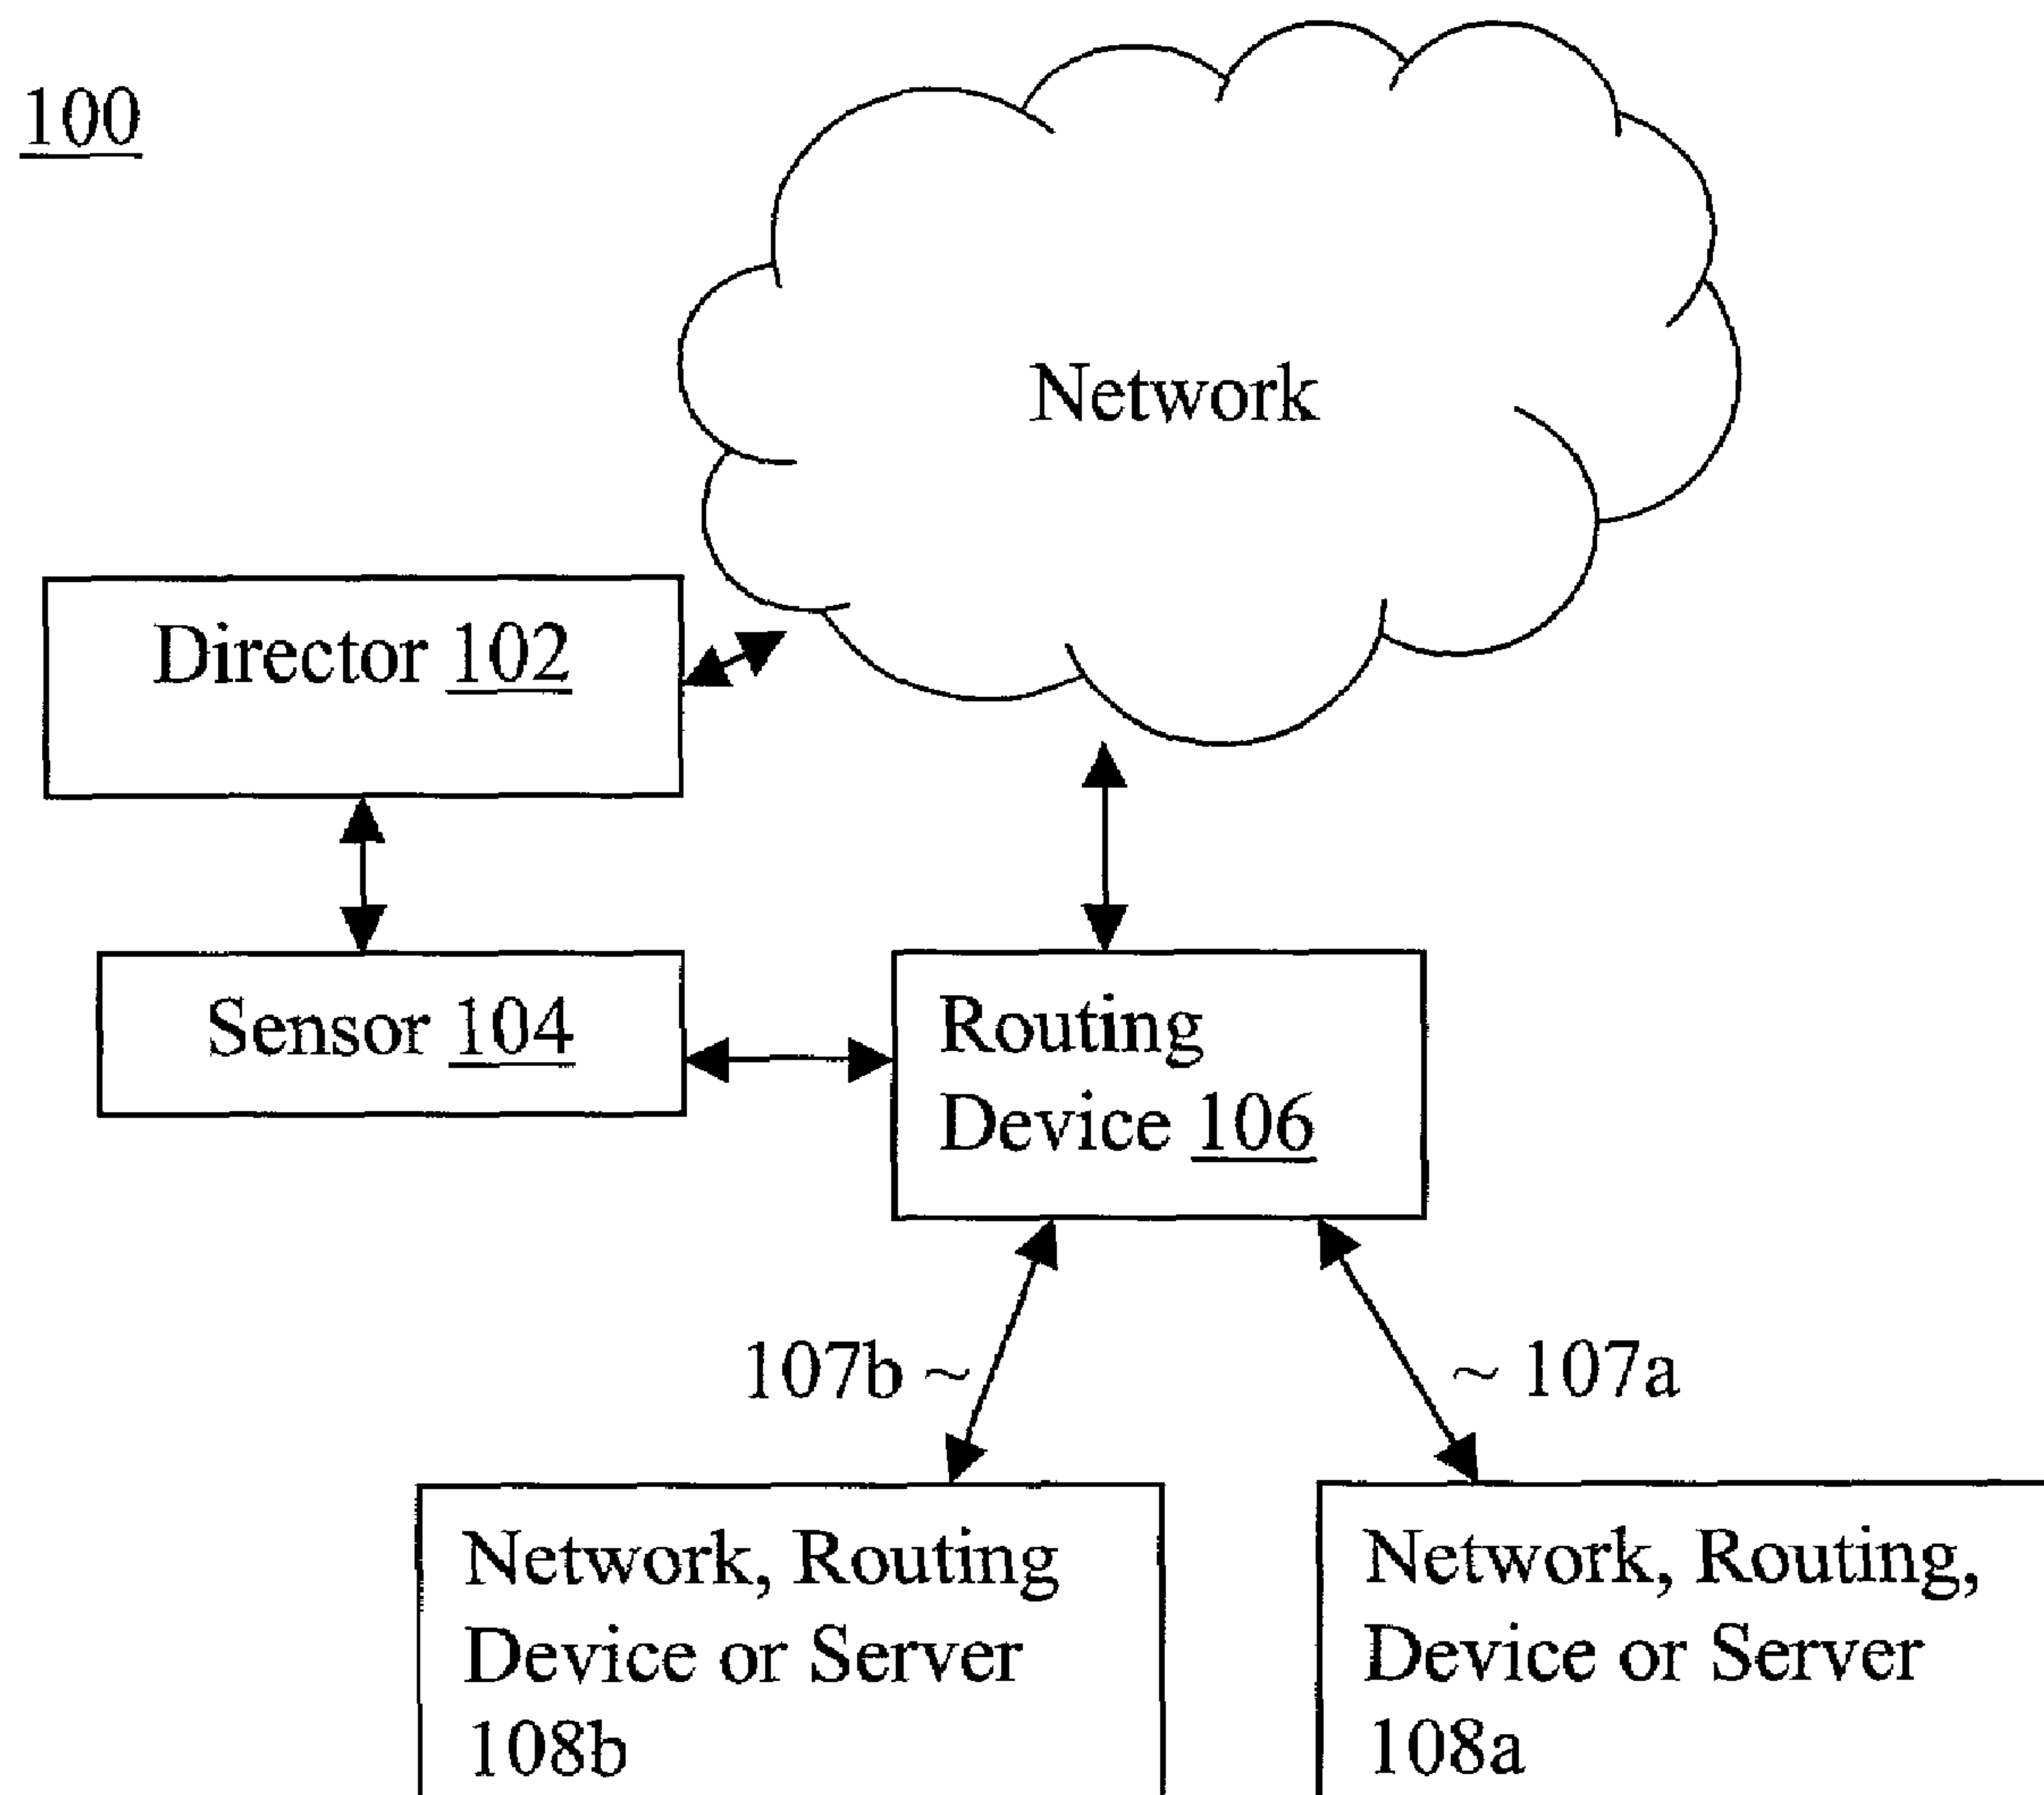 100
Network
Director 102
Sensor 104
Routing
Device 106
107b ~
~ 107a
Network, Routing
Device or Server
108b
Network, Routing,
Device or Server
108a